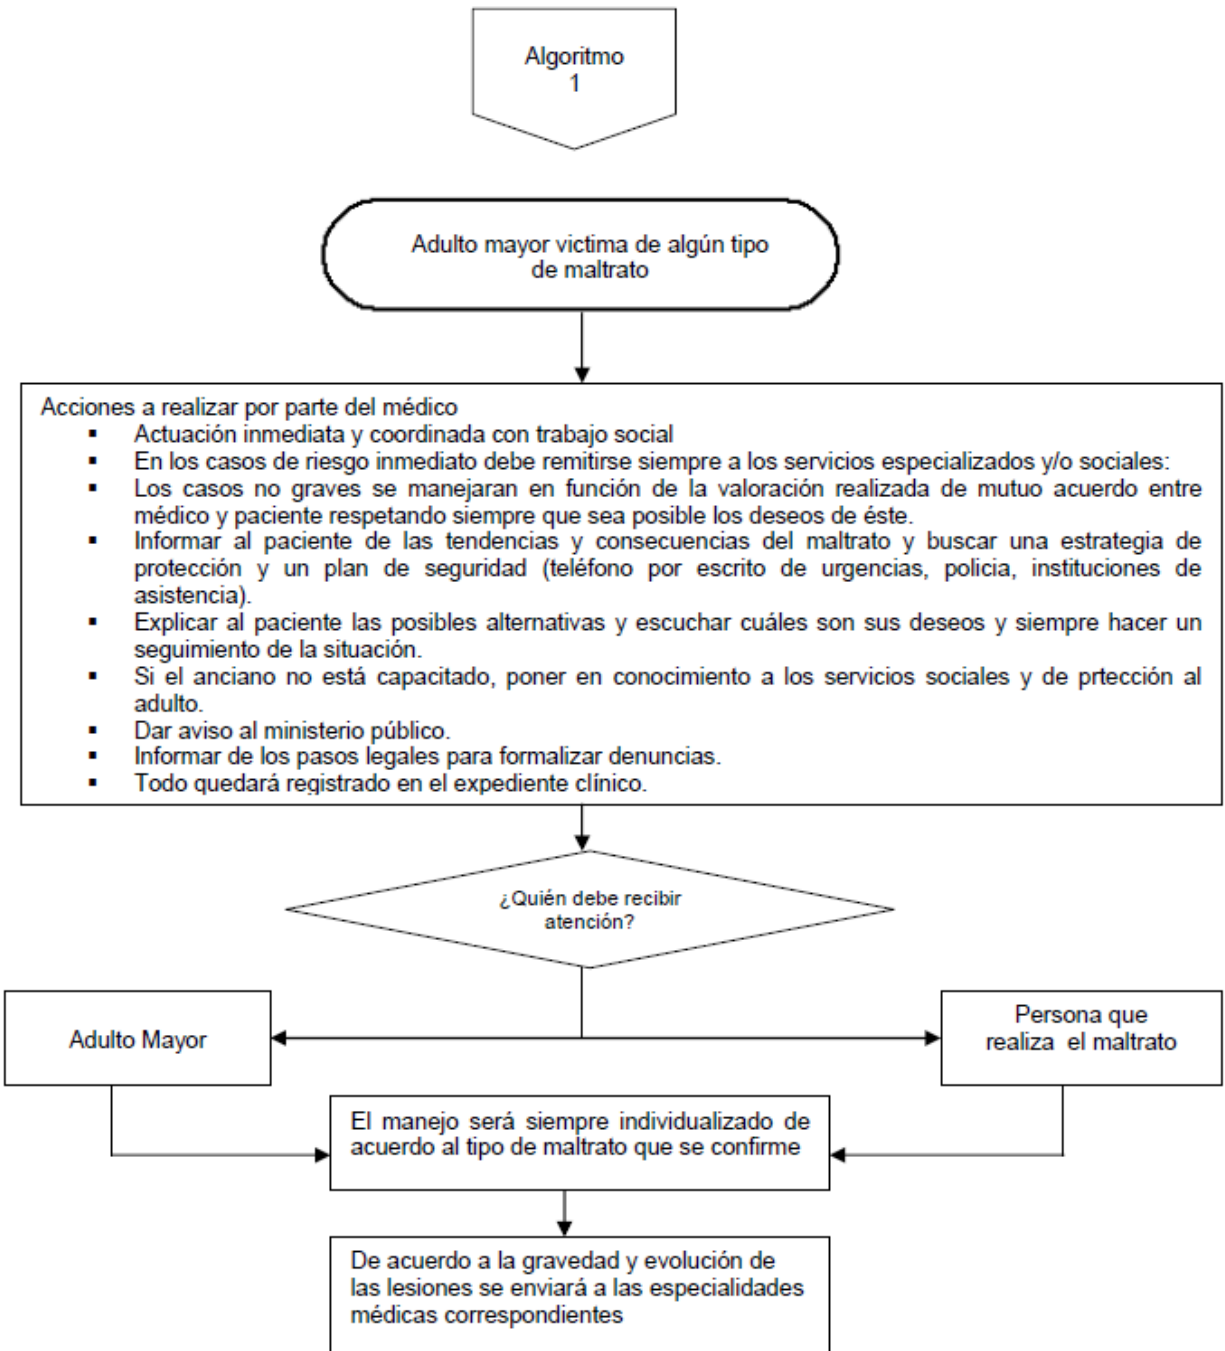 Algoritmo
1
Adulto mayor victima de algún tipo
de maltrato
Acciones a realizar por parte del médico
▪ Actuación inmediata y coordinada con trabajo social
▪ En los casos de riesgo inmediato debe remitirse siempre a los servicios especializados y/o sociales:
▪ Los casos no graves se manejaran en función de la valoración realizada de mutuo acuerdo entre
médico y paciente respetando siempre que sea posible los deseos de éste.
▪ Informar al paciente de las tendencias y consecuencias del maltrato y buscar una estrategia de
protección y un plan de seguridad (teléfono por escrito de urgencias, policia, instituciones de
asistencia).
▪ Explicar al paciente las posibles alternativas y escuchar cuáles son sus deseos y siempre hacer un
seguimiento de la situación.
▪ Si el anciano no está capacitado, poner en conocimiento a los servicios sociales y de prtección al
adulto.
▪ Dar aviso al ministerio público.
▪ Informar de los pasos legales para formalizar denuncias.
▪ Todo quedará registrado en el expediente clínico.
¿Quién debe recibir
atención?
Adulto Mayor
Persona que
realiza el maltrato
El manejo será siempre individualizado de
acuerdo al tipo de maltrato que se confirme
De acuerdo a la gravedad y evolución de
las lesiones se enviará a las especialidades
médicas correspondientes